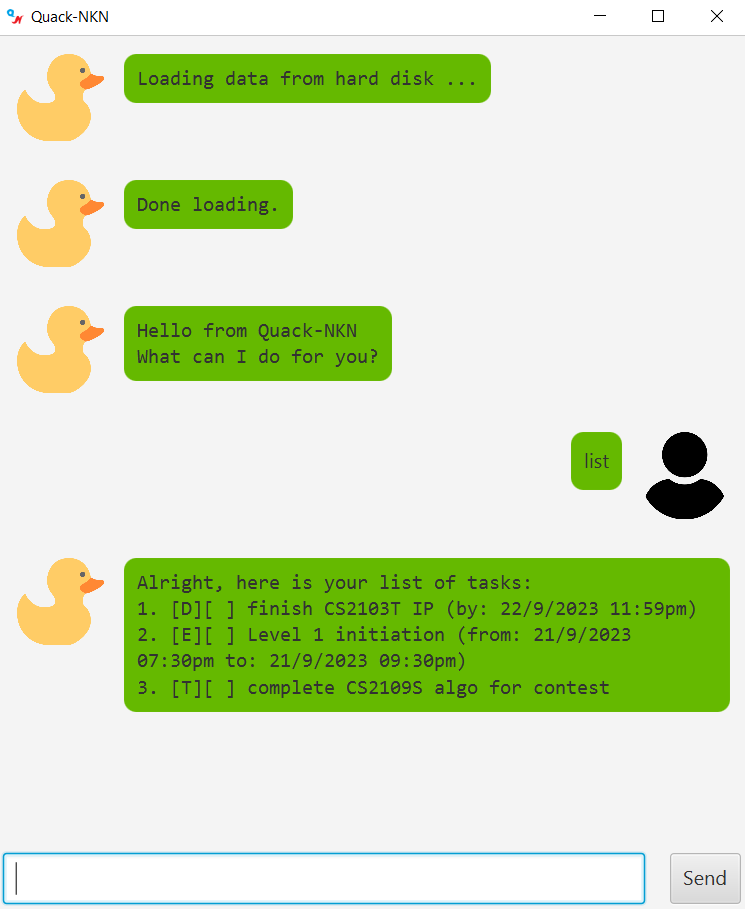 Quack-NKN
Loading data from hard disk ...
Done loading.
Hello from Quack-NKN
What can I do for you?
list
Alright, here is your list of tasks:
1. [D][ ] finish CS2103T IP (by: 22/9/2023 11:59pm)
2. [E][ ] Level 1 initiation (from: 21/9/2023
07:30pm to: 21/9/2023 09:30pm)
3. [T][ ] complete CS2109S algo for contest
Send